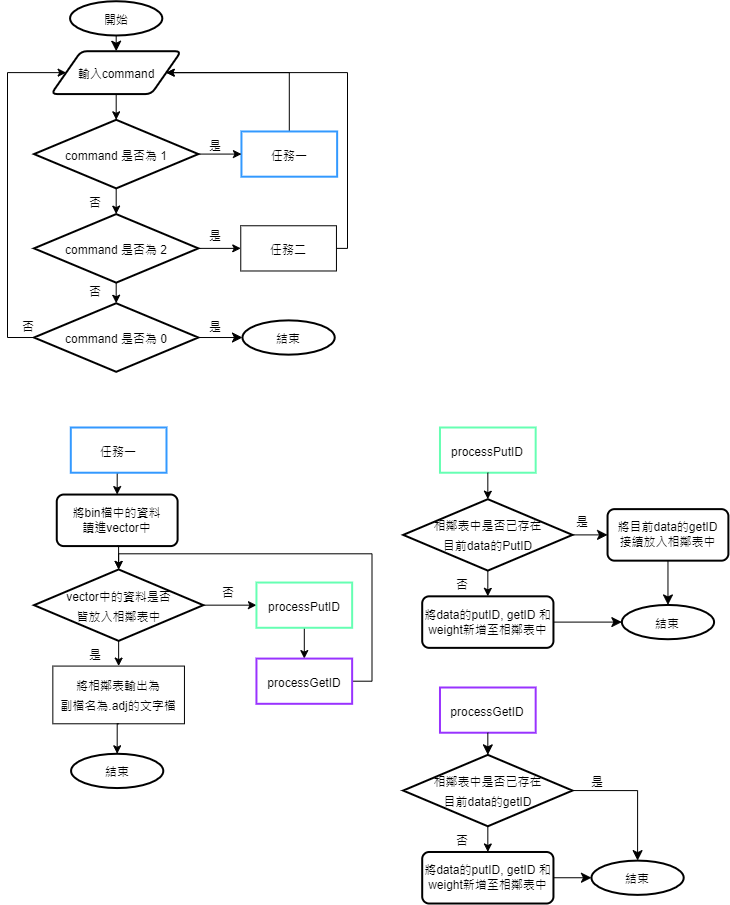 開始
輸入command
command 是否為 1
是
任務一
否
command 是否為 2
是
任務二
否
command 是否為 0
否
是
結束
任務一
將bin檔中的資料
讀進vector中
vector中的資料是否
皆放入相鄰表中
否
processPutID
processGetID
是
將相鄰表輸出為
副檔名為.adj的文字檔
結束
processPutID
相鄰表中是否已存在
目前data的PutID
是
將目前data的getID
接續放入相鄰表中
否
將data的putID, getID 和
weight新增至相鄰表中
結束
processGetID
相鄰表中是否已存在
目前data的getID
是
否
將data的putID, getID 和
weight新增至相鄰表中
結束